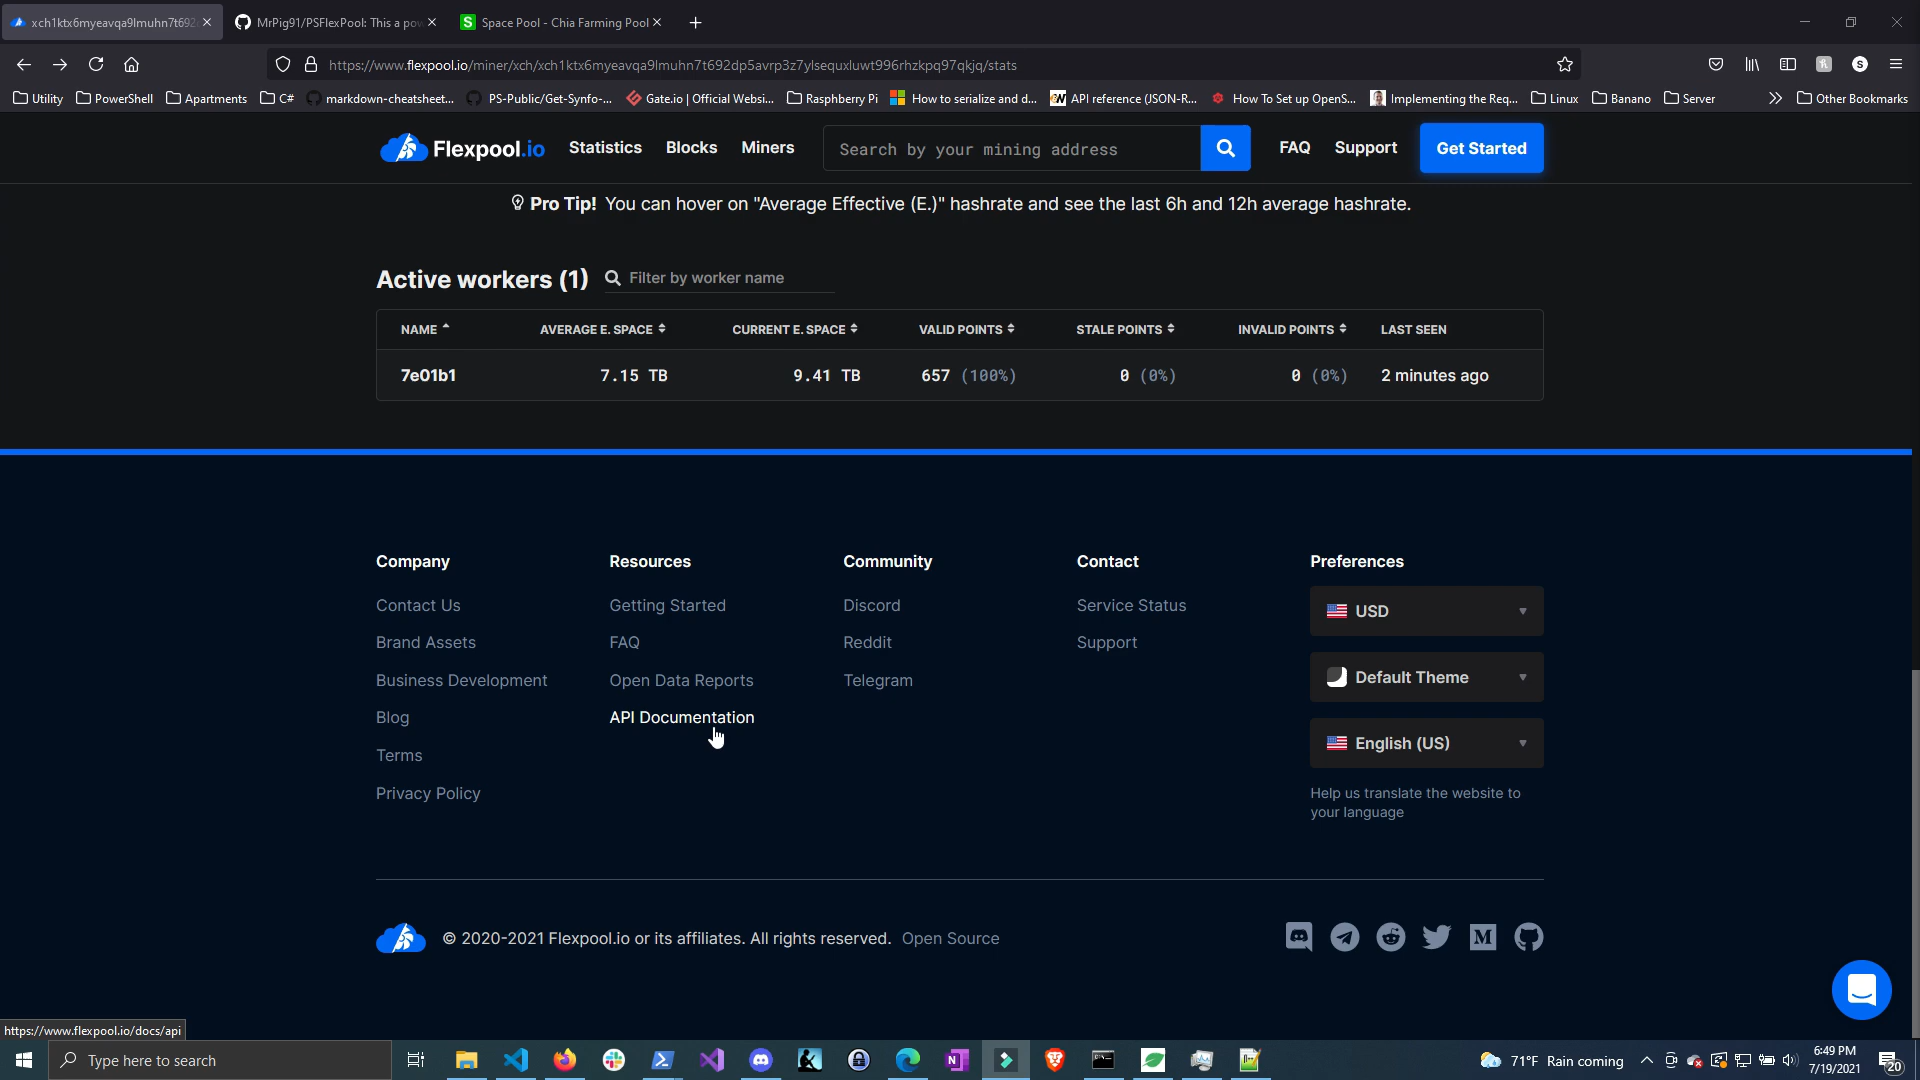 xch1ktx6myeavqa9lmuhn7t692
MrPig91/PSFlexPool: This a po
S Space Pool - Chia Farming Pool
https://www.flexpool.io/miner/xch/xch1ktx6myeavqa9lmuhn7t692dp5avrp3z7ylsequxluwt996rhzkpq97qkjq/stats
Utility PowerShell Apartments C# markdown-cheatsheet... PS-Public/Get-Synfo-... Gate.io | Official Websi... Rasphberry Pi How to serialize and d... API reference (JSON-R... How To Set up OpenS... Implementing the Req... Linux Banano Server Other Bookmarks
Flexpool.io Statistics Blocks Miners Search by your mining address FAQ Support Get Started
Pro Tip! You can hover on "Average Effective (E.)" hashrate and see the last 6h and 12h average hashrate.
Active workers (1) Filter by worker name
NAME AVERAGE E. SPACE CURRENT E. SPACE VALID POINTS STALE POINTS INVALID POINTS LAST SEEN
7e01b1 7.15 TB 9.41 TB 657 (100%) 0 (0%) 0 (0%) 2 minutes ago
Company
Contact Us
Brand Assets
Business Development
Blog
Terms
Privacy Policy
Resources
Getting Started
FAQ
Open Data Reports
API Documentation
Community
Discord
Reddit
Telegram
Contact
Service Status
Support
Preferences
USD
Default Theme
English (US)
Help us translate the website to
your language
© 2020-2021 Flexpool.io or its affiliates. All rights reserved. Open Source
https://www.flexpool.io/docs/api
Type here to search
71°F Rain coming
6:49 PM
7/19/2021
20